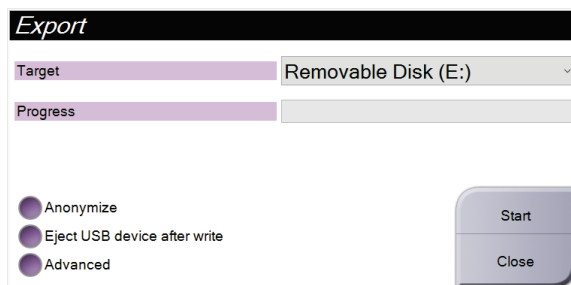 Export
Target
Removable Disk (E:)
Progress
Anonymize
Eject USB device after write
Advanced
Start
Close